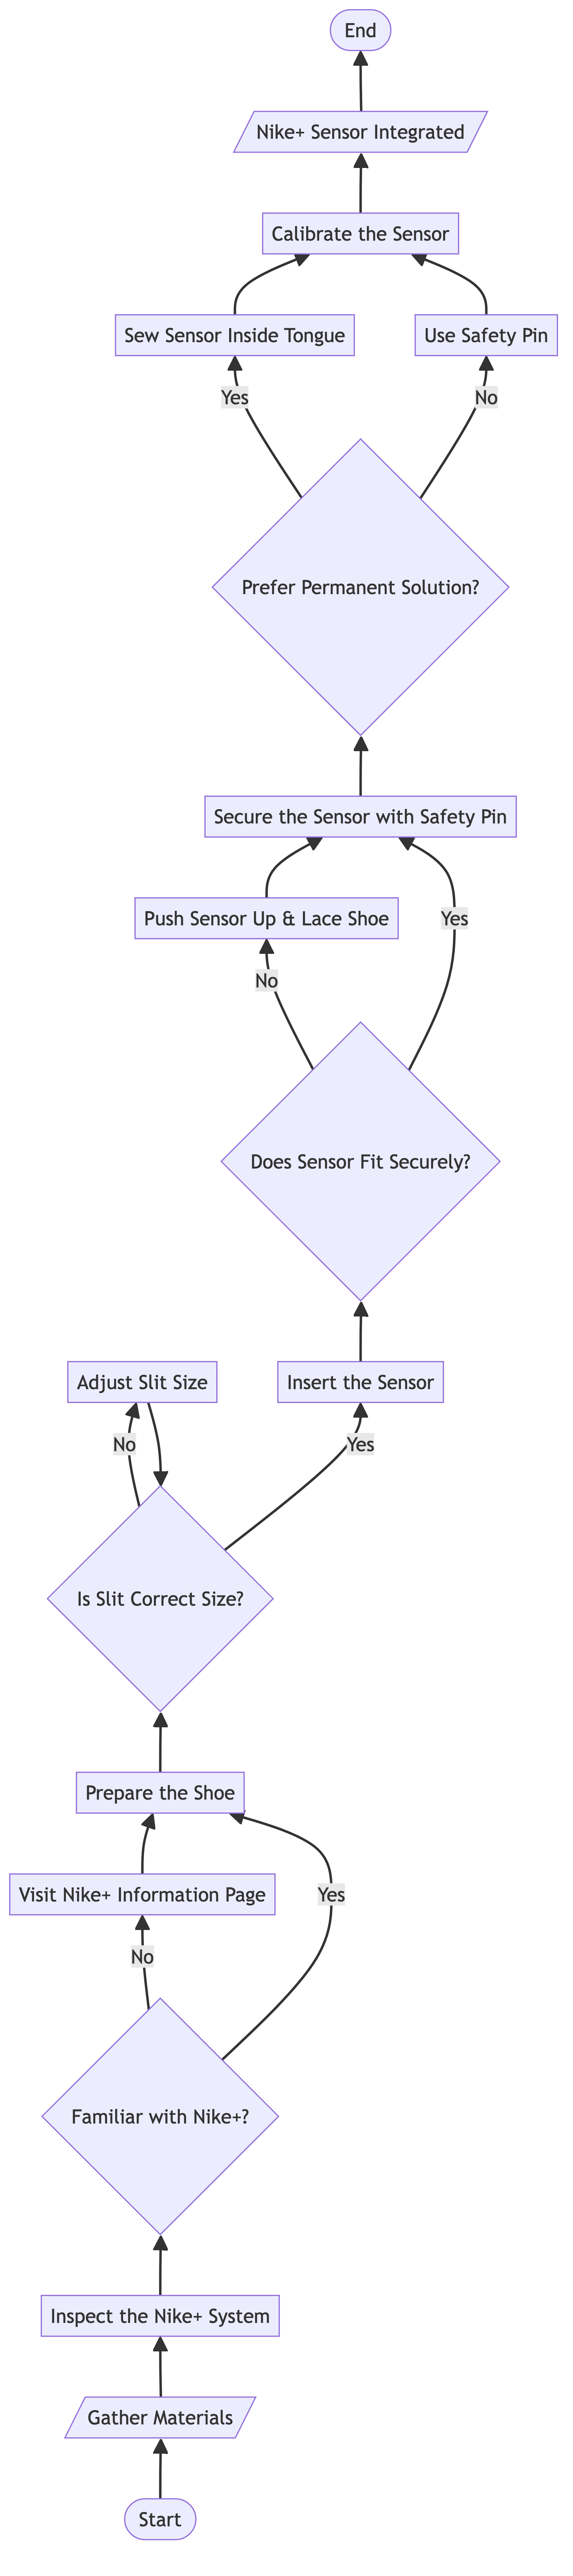 End
Nike+ Sensor Integrated
Calibrate the Sensor
Sew Sensor Inside Tongue
Use Safety Pin
Yes
No
Prefer Permanent Solution?
Secure the Sensor with Safety Pin
Push Sensor Up & Lace Shoe
Yes
No
Does Sensor Fit Securely?
Adjust Slit Size
Insert the Sensor
No
Yes
Is Slit Correct Size?
Prepare the Shoe
Visit Nike+ Information Page
Yes
No
Familiar with Nike+?
Inspect the Nike+ System
Gather Materials
Start